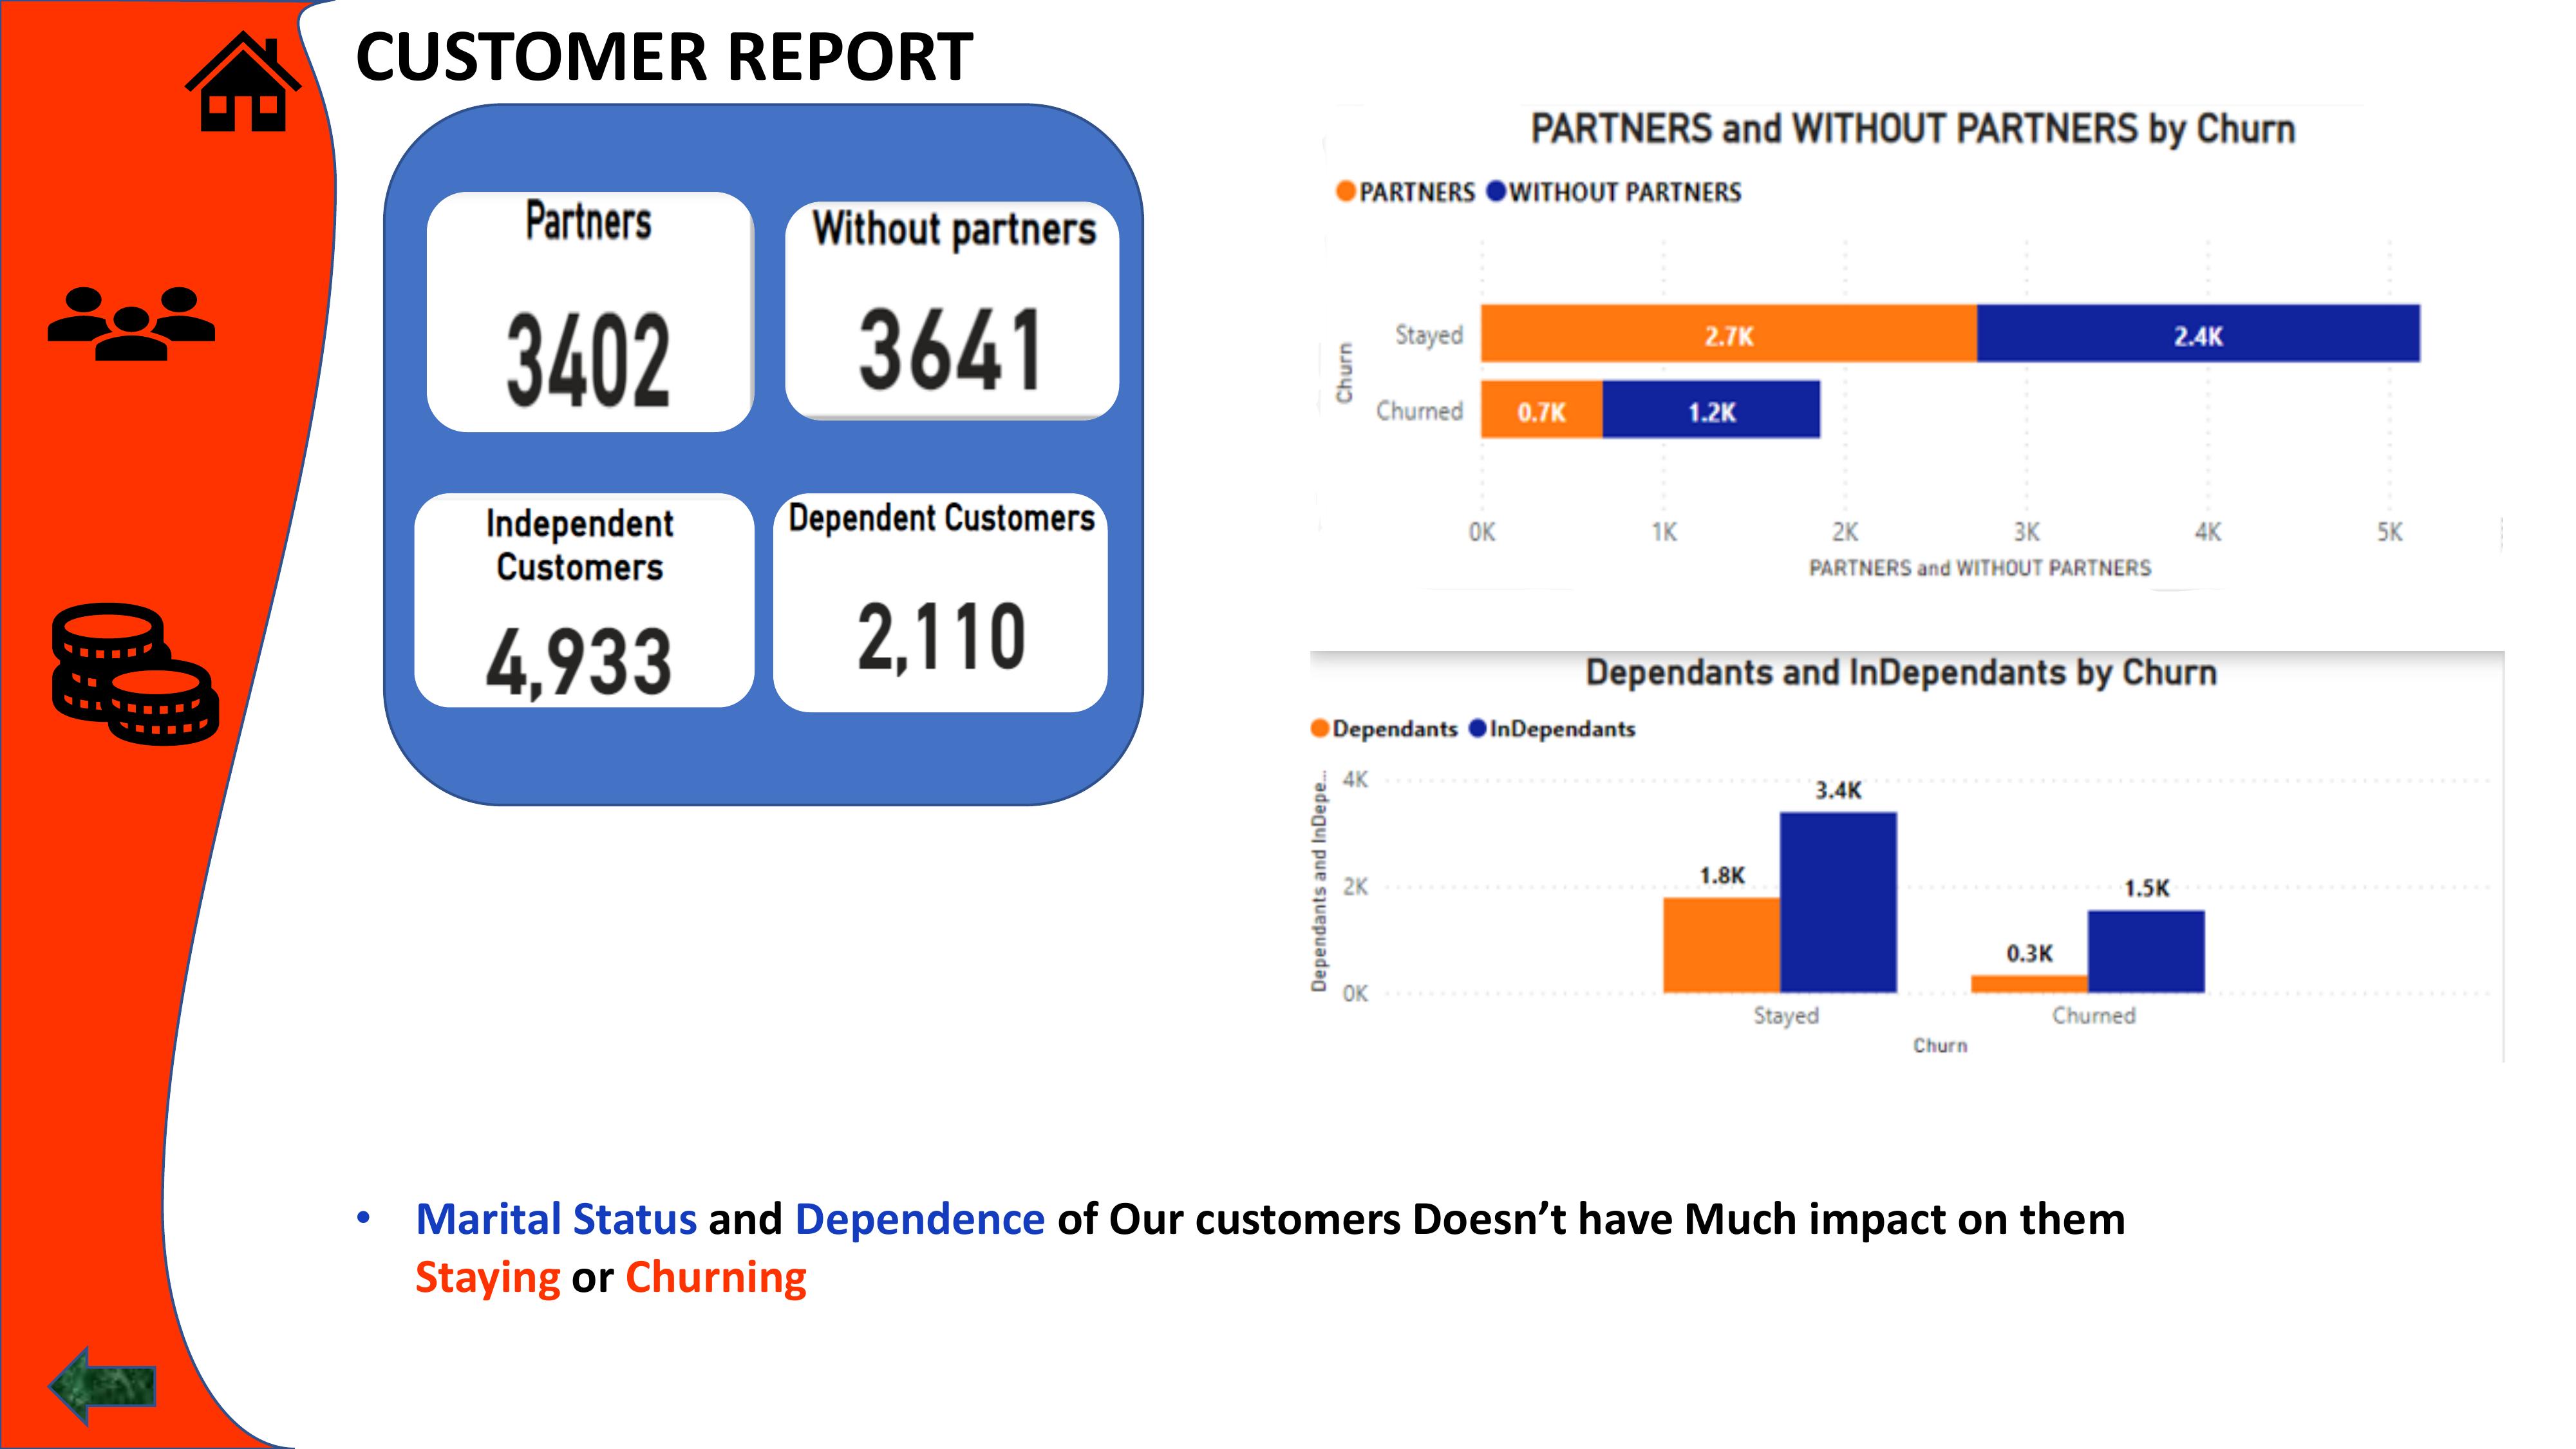 CUSTOMER REPORT
Partners
3402
Without partners
3641
Independent
Customers
4,933
Dependent Customers
2,110
PARTNERS and WITHOUT PARTNERS by Churn
PARTNERS WITHOUT PARTNERS
Churn
Stayed
2.7K
2.4K
Churned
0.7K
1.2K
0K 1K 2K 3K 4K 5K
PARTNERS and WITHOUT PARTNERS
Dependants and InDependants by Churn
Dependants InDependants
Dependants and InDepe...
4K
2K
0K
1.8K
3.4K
0.3K
1.5K
Stayed Churned
Churn
• Marital Status and Dependence of Our customers Doesn’t have Much impact on them
Staying or Churning